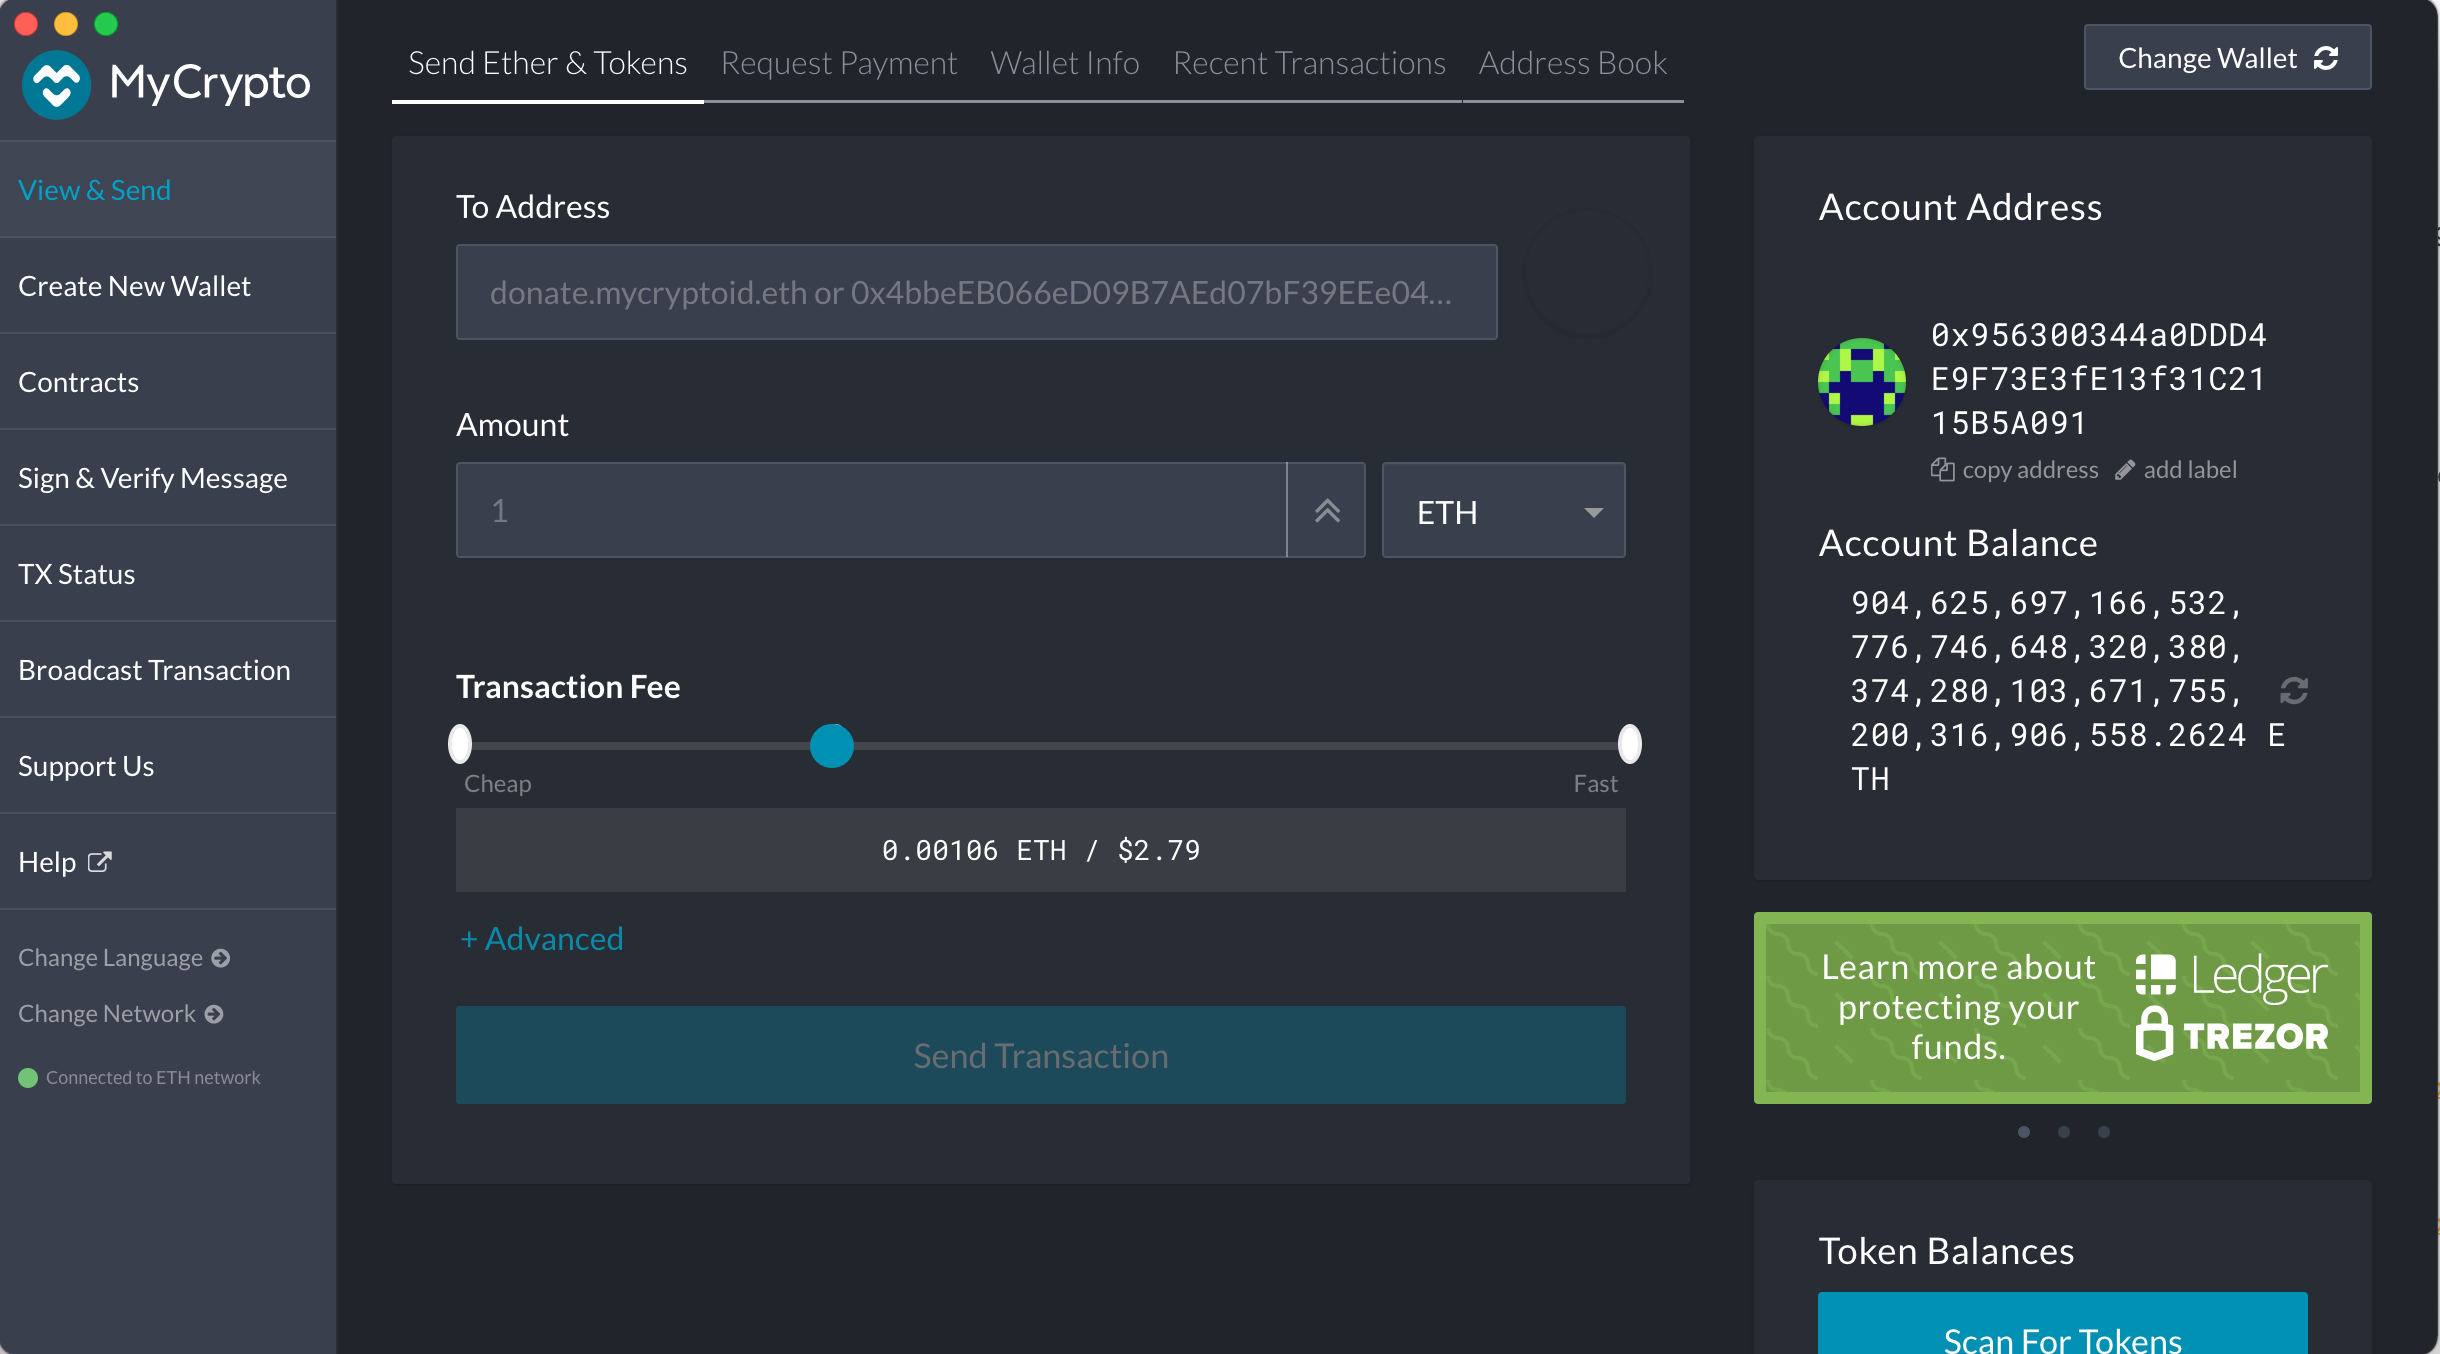 MyCrypto
View & Send
Create New Wallet
Contracts
Sign & Verify Message
TX Status
Broadcast Transaction
Support Us
Help
Change Language
Change Network
Connected to ETH network
Send Ether & Tokens
Request Payment
Wallet Info
Recent Transactions
Address Book
Change Wallet
To Address
donate.mycryptoid.eth or 0x4bbeEB066eD09B7AEd07bF39EEe04...
Amount
1
ETH
Transaction Fee
Cheap
Fast
0.00106 ETH / $2.79
+ Advanced
Send Transaction
Account Address
0x956300344a0DDD4
E9F73E3fE13f31C21
15B5A091
copy address
add label
Account Balance
904,625,697,166,532,
776,746,648,320,380,
374,280,103,671,755,
200,316,906,558.2624 E
TH
Learn more about
protecting your
funds.
Ledger
TREZOR
Token Balances
Scan For Tokens